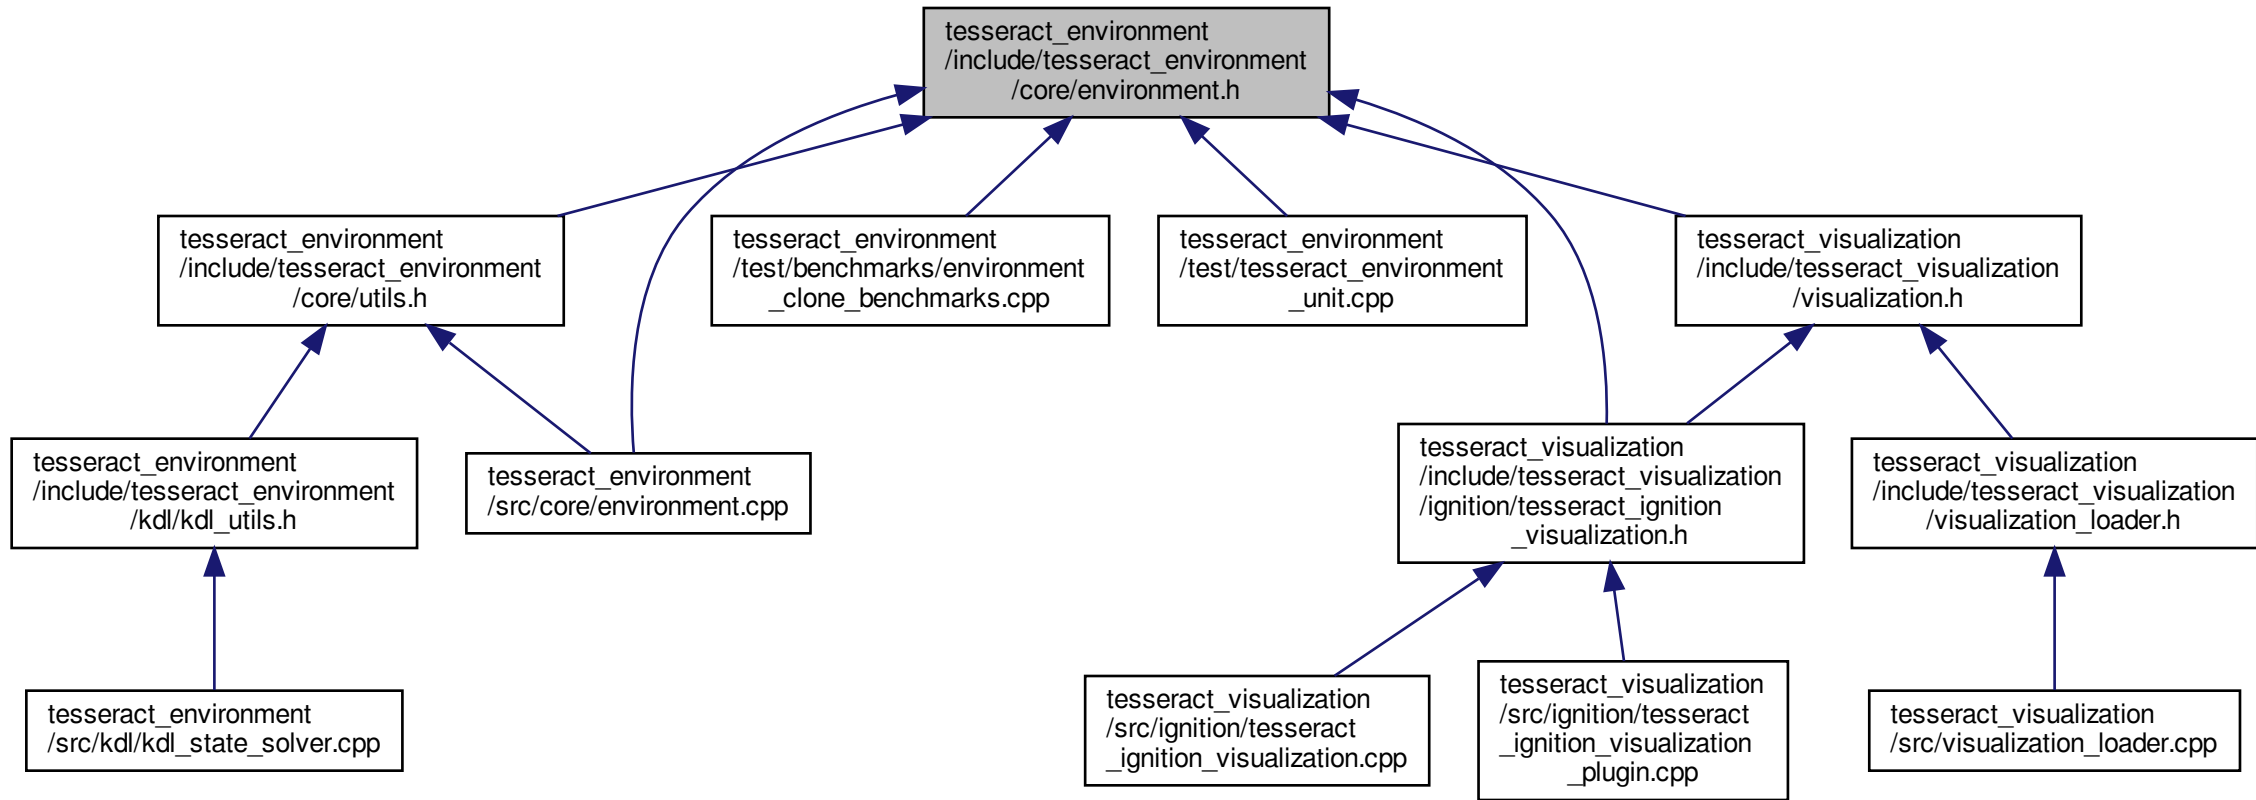 tesseract_environment
/include/tesseract_environment
/core/environment.h
tesseract_environment
/include/tesseract_environment
/core/utils.h
tesseract_environment
/test/benchmarks/environment
_clone_benchmarks.cpp
tesseract_environment
/test/tesseract_environment
_unit.cpp
tesseract_visualization
/include/tesseract_visualization
/visualization.h
tesseract_environment
/include/tesseract_environment
/kdl/kdl_utils.h
tesseract_environment
/src/core/environment.cpp
tesseract_visualization
/include/tesseract_visualization
/ignition/tesseract_ignition
_visualization.h
tesseract_visualization
/include/tesseract_visualization
/visualization_loader.h
tesseract_environment
/src/kdl/kdl_state_solver.cpp
tesseract_visualization
/src/ignition/tesseract
_ignition_visualization.cpp
tesseract_visualization
/src/ignition/tesseract
_ignition_visualization
_plugin.cpp
tesseract_visualization
/src/visualization_loader.cpp